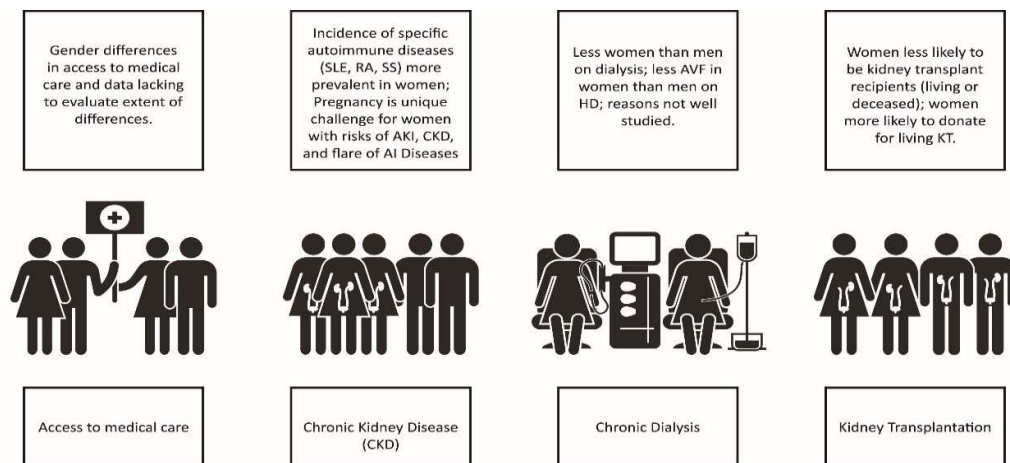 Gender differences
in access to medical
care and data lacking
to evaluate extent of
differences.
Incidence of specific
autoimmune diseases
(SLE, RA, SS) more
prevalent in women;
Pregnancy is unique
challenge for women
with risks of AKI, CKD,
and flare of AI Diseases
Less women than men
on dialysis; less AVF in
women than men on
HD; reasons not well
studied.
Women less likely to
be kidney transplant
recipients (living or
deceased); women
more likely to donate
for living KT.
Access to medical care
Chronic Kidney Disease
(CKD)
Chronic Dialysis
Kidney Transplantation